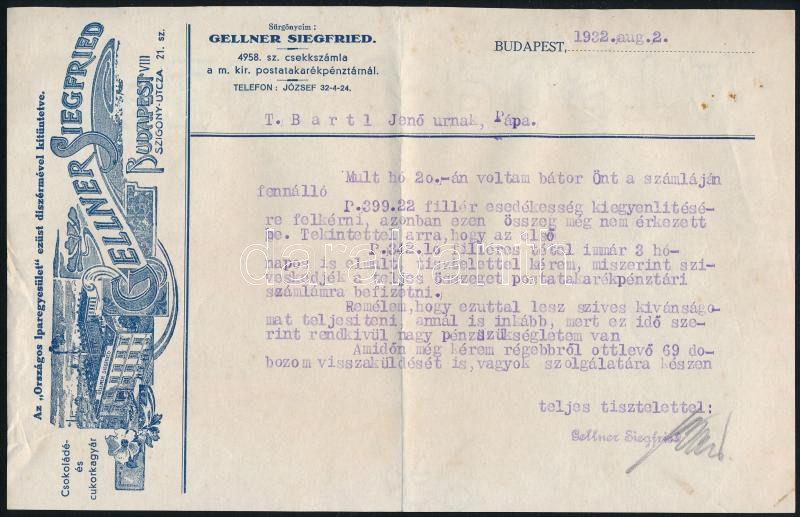 Az „Országos Iparegyesület" ezüst diszérmével kitüntetve.
GELLNER SIEGFRIED
BUDAPEST VIII
SZIGONY-UTCZA 21. sz.
Csokoládé-
és
cukorkagyár
Sürgönycim :
GELLNER SIEGFRIED.
4958. sz. csekkszámla
a m. kir. postatakarékpénztárnál.
TELEFON : JÓZSEF 32-4-24.
BUDAPEST, 1932.aug.2.
T. Bartl Jenő urnak, Pápa.
Mult hó 2o.-án voltam bátor Önt a számláján
fennálló
P.399.22 fillér esedékesség kiegyenlitésé-
re felkérni, azonban ezen összeg még nem érkezett
be. Tekintettel arra, hogy az első
P.342.1o filléres tétel immár 3 hó-
napos is elmult tisztelettel kérem, miszerint szi-
veskedjék a teljes összeget postatakarékpénztári
számlámra befizetni.
Remélem, hogy ezuttal lesz szives kivánságo-
mat teljesiteni annál is inkább, mert ez idő sze-
rint rendkivül nagy pénzszükségletem van
Amidőn még kérem régebbről ottlevő 69 do-
bozom visszaküldését is, vagyok szolgálatára készen
teljes tisztelettel:
Gellner Siegfried
darabanth